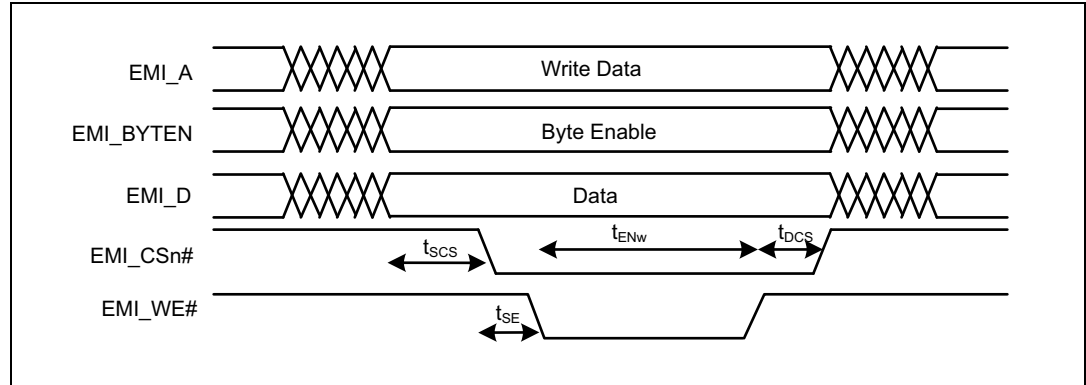 EMI_A Write Data
EMI_BYTEN Byte Enable
EMI_D Data
EMI_CSn# tSCS tENw tDCS
EMI_WE# tSE